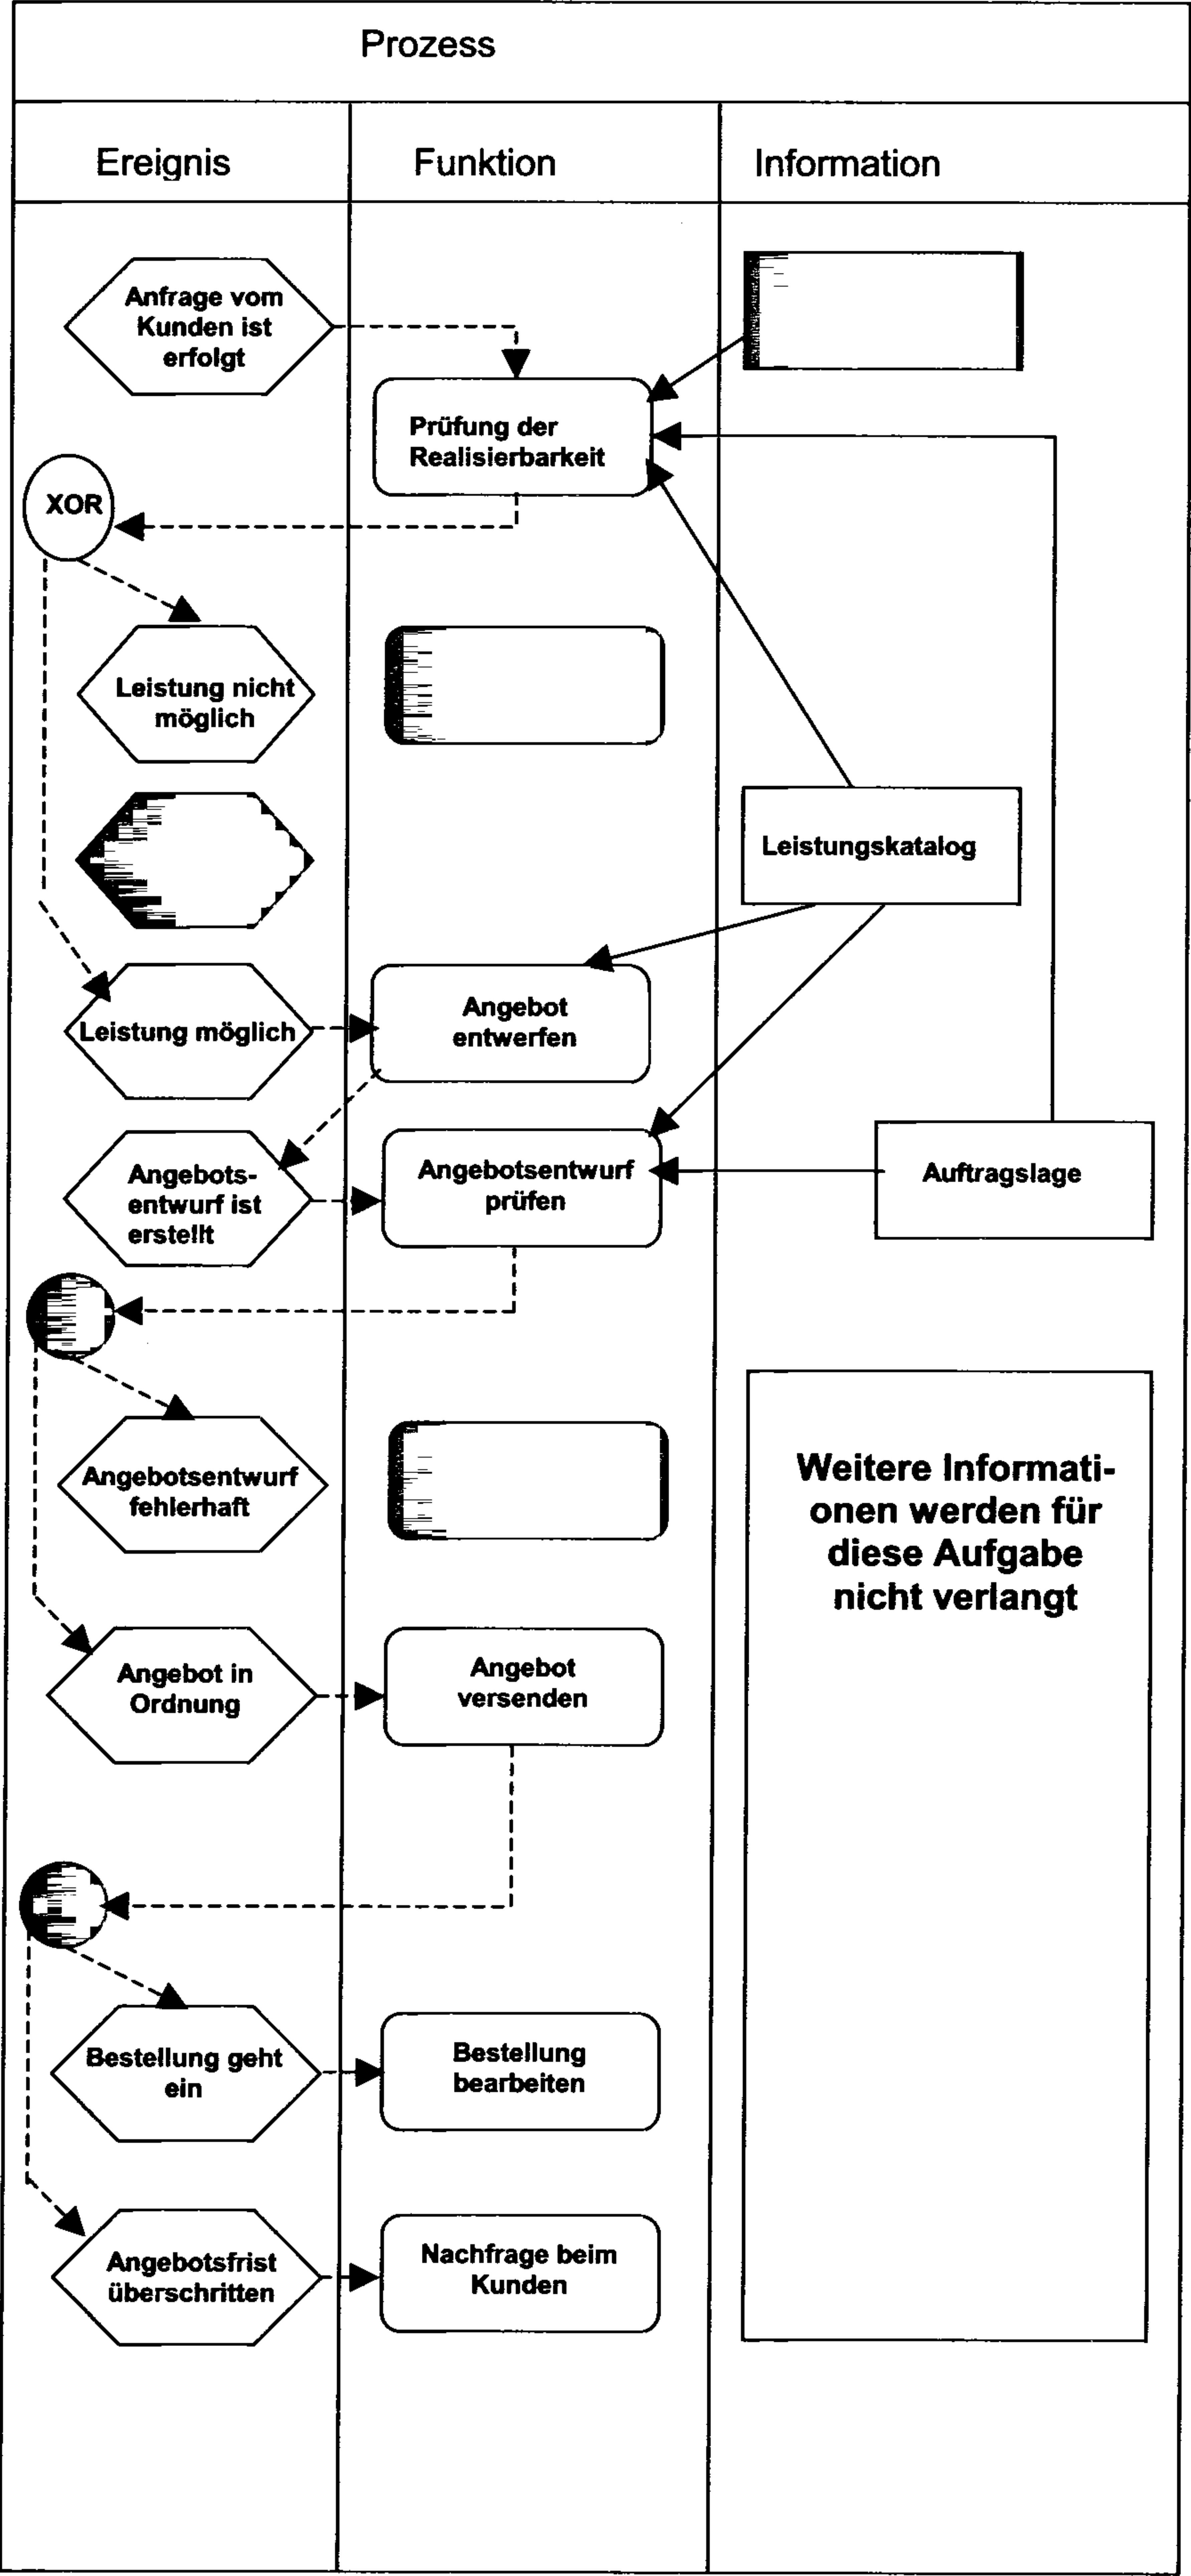 Prozess
Ereignis
Funktion
Information
Anfrage vom
Kunden ist
erfolgt
Prüfung der
Realisierbarkeit
XOR
Leistung nicht
möglich
Leistungskatalog
Leistung möglich
Angebot
entwerfen
Angebots-
entwurf ist
erstellt
Angebotsentwurf
prüfen
Auftragslage
Angebotsentwurf
fehlerhaft
Weitere Informati-
onen werden für
diese Aufgabe
nicht verlangt
Angebot in
Ordnung
Angebot
versenden
Bestellung geht
ein
Bestellung
bearbeiten
Angebotsfrist
überschritten
Nachfrage beim
Kunden